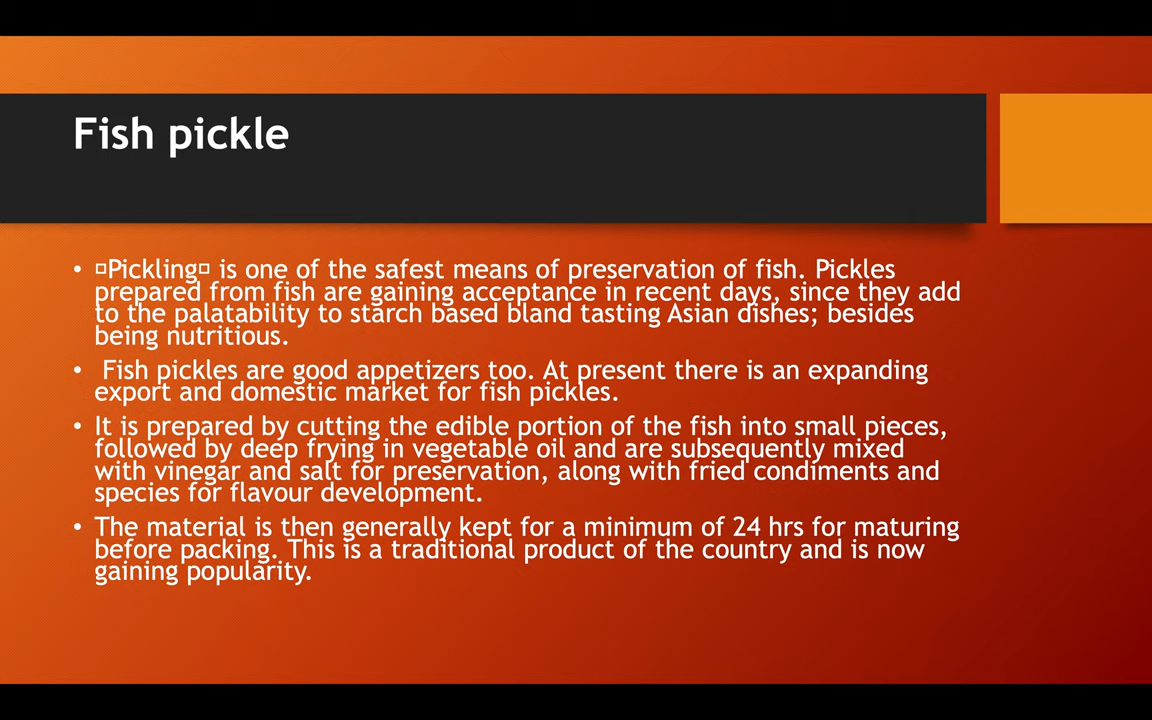 Fish pickle
• □Pickling□ is one of the safest means of preservation of fish. Pickles
prepared from fish are gaining acceptance in recent days, since they add
to the palatability to starch based bland tasting Asian dishes; besides
being nutritious.
• Fish pickles are good appetizers too. At present there is an expanding
export and domestic market for fish pickles.
• It is prepared by cutting the edible portion of the fish into small pieces,
followed by deep frying in vegetable oil and are subsequently mixed
with vinegar and salt for preservation, along with fried condiments and
species for flavour development.
• The material is then generally kept for a minimum of 24 hrs for maturing
before packing. This is a traditional product of the country and is now
gaining popularity.